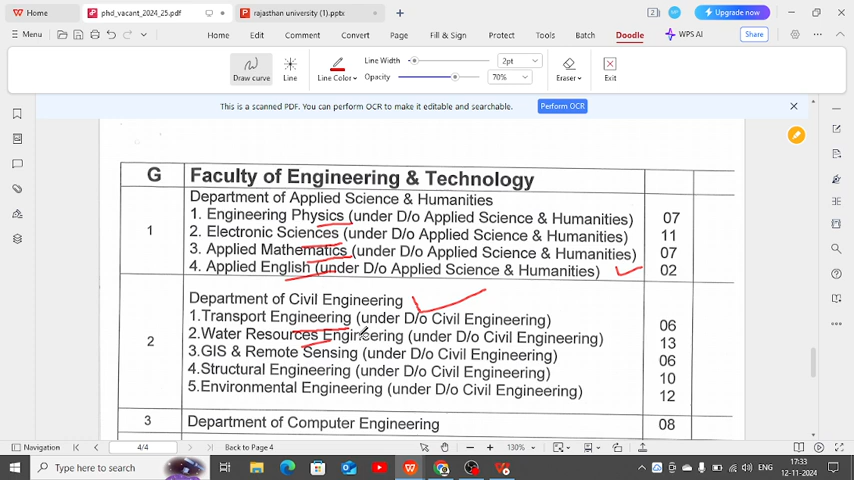 Home
phd_vacant_2024_25.pdf
rajasthan university (1).pptx
Upgrade now
Menu
Home
Edit
Comment
Convert
Page
Fill & Sign
Protect
Tools
Batch
Doodle
WPS AI
Share
Draw curve
Line
Line Color
Line Width
2pt
Opacity
70%
Eraser
Exit
This is a scanned PDF. You can perform OCR to make it editable and searchable.
Perform OCR
G Faculty of Engineering & Technology
Department of Applied Science & Humanities
1 1. Engineering Physics (under D/o Applied Science & Humanities) 07
2. Electronic Sciences (under D/o Applied Science & Humanities) 11
3. Applied Mathematics (under D/o Applied Science & Humanities) 07
4. Applied English (under D/o Applied Science & Humanities) 02
Department of Civil Engineering
2 1.Transport Engineering (under D/o Civil Engineering) 06
2.Water Resources Engineering (under D/o Civil Engineering) 13
3.GIS & Remote Sensing (under D/o Civil Engineering) 06
4.Structural Engineering (under D/o Civil Engineering) 10
5.Environmental Engineering (under D/o Civil Engineering) 12
3 Department of Computer Engineering 08
Navigation
4/4
Back to Page 4
130%
Type here to search
ENG
17:33
12-11-2024